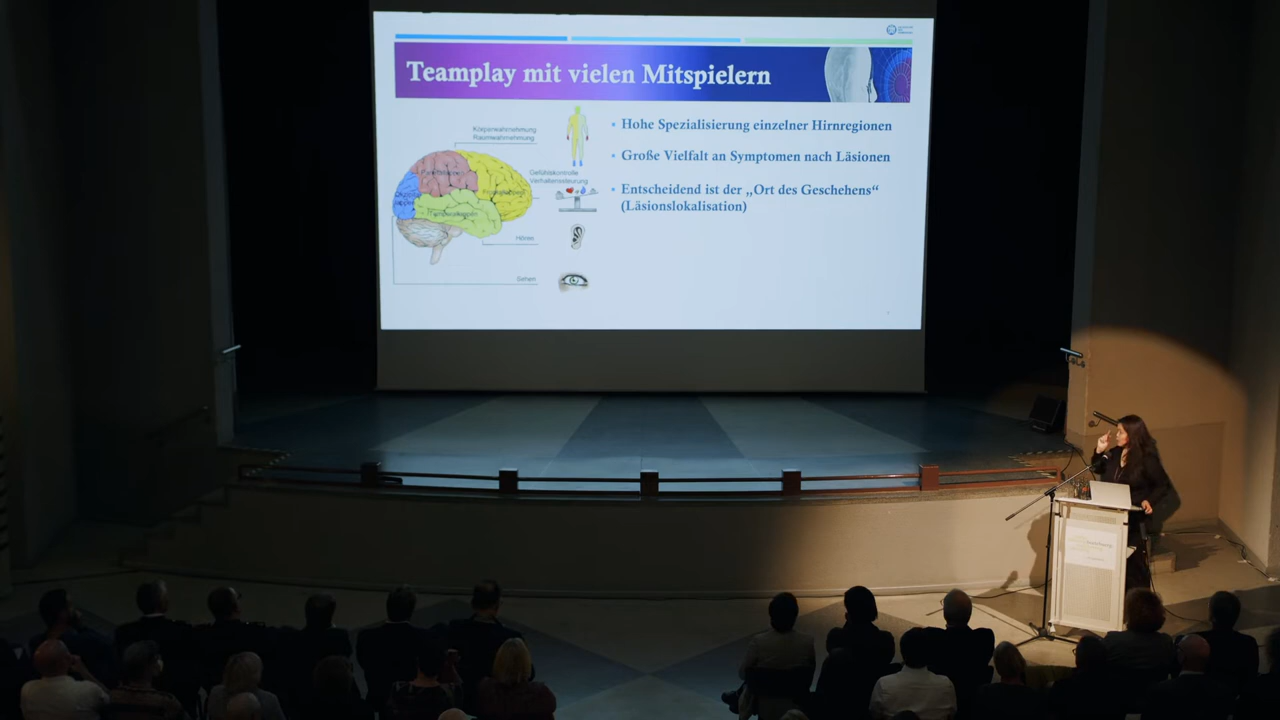 Teamplay mit vielen Mitspielern
Körperwahrnehmung
Raumwahrnehmung
Gefühlskontrolle
Verhaltenssteuerung
Hören
Sehen
• Hohe Spezialisierung einzelner Hirnregionen
• Große Vielfalt an Symptomen nach Läsionen
• Entscheidend ist der „Ort des Geschehens“
(Läsionslokalisation)